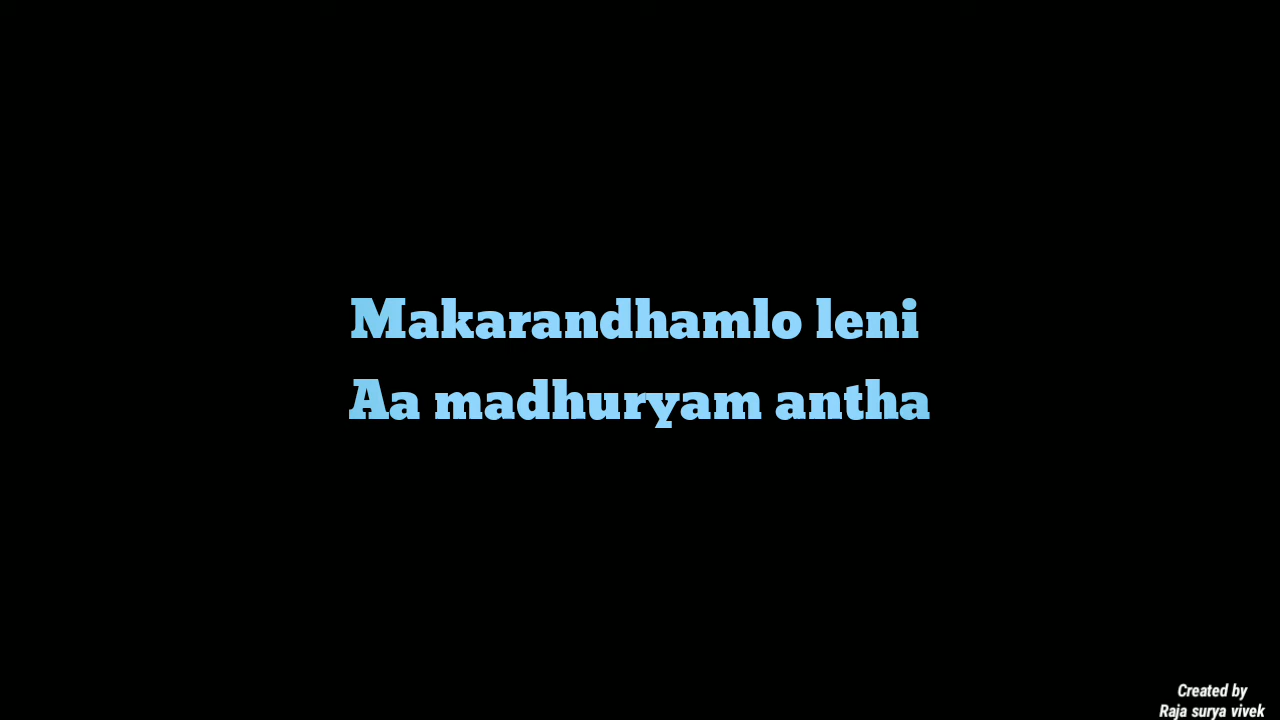 Makarandhamlo leni
Aa madhuryam antha
Created by
Raja surya vivek